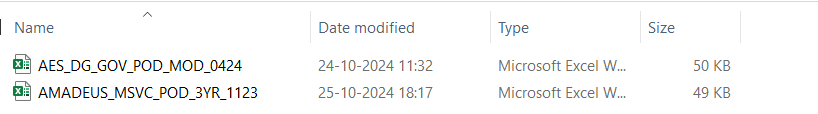 Name Date modified Type Size
AES_DG_GOV_POD_MOD_0424 24-10-2024 11:32 Microsoft Excel W... 50 KB
AMADEUS_MSVC_POD_3YR_1123 25-10-2024 18:17 Microsoft Excel W... 49 KB